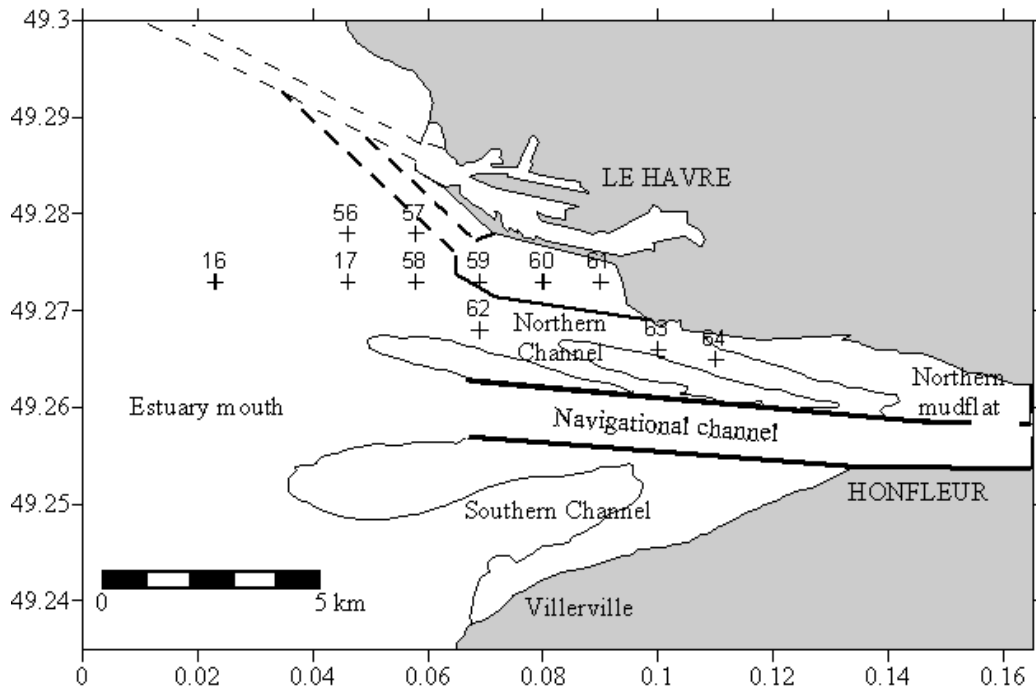 49.3
49.29
LE HAVRE
49.28
56 57
16 17 58 59 60 61
49.27
62
Northern
Channel
63
64
Northern
mudflat
49.26
Estuary mouth
Navigational channel
49.25
HONFLEUR
Southern Channel
49.24
0 5 km
Villerville
0 0.02 0.04 0.06 0.08 0.1 0.12 0.14 0.16